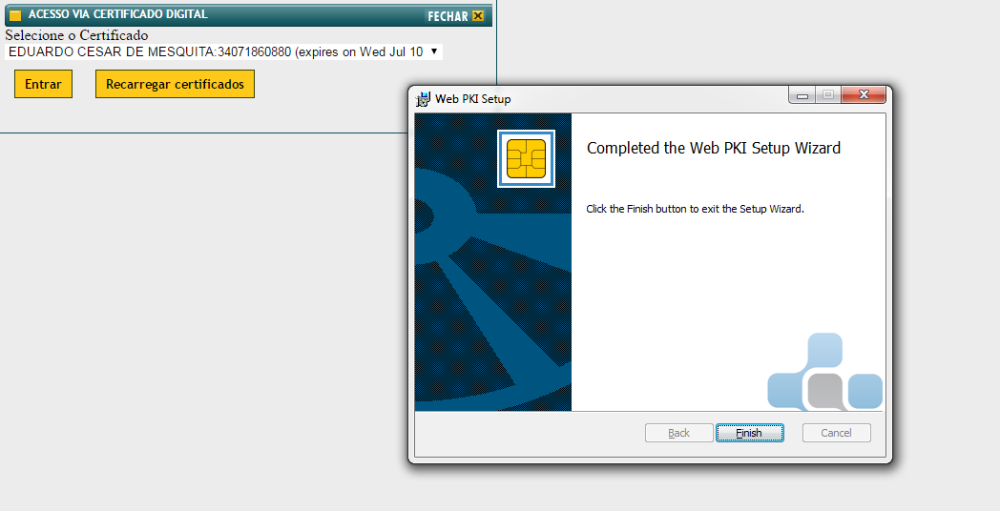 ACESSO VIA CERTIFICADO DIGITAL
FECHAR
Selecione o Certificado
EDUARDO CESAR DE MESQUITA:34071860880 (expires on Wed Jul 10
Entrar
Recarregar certificados
Web PKI Setup
Completed the Web PKI Setup Wizard
Click the Finish button to exit the Setup Wizard.
Back
Finish
Cancel